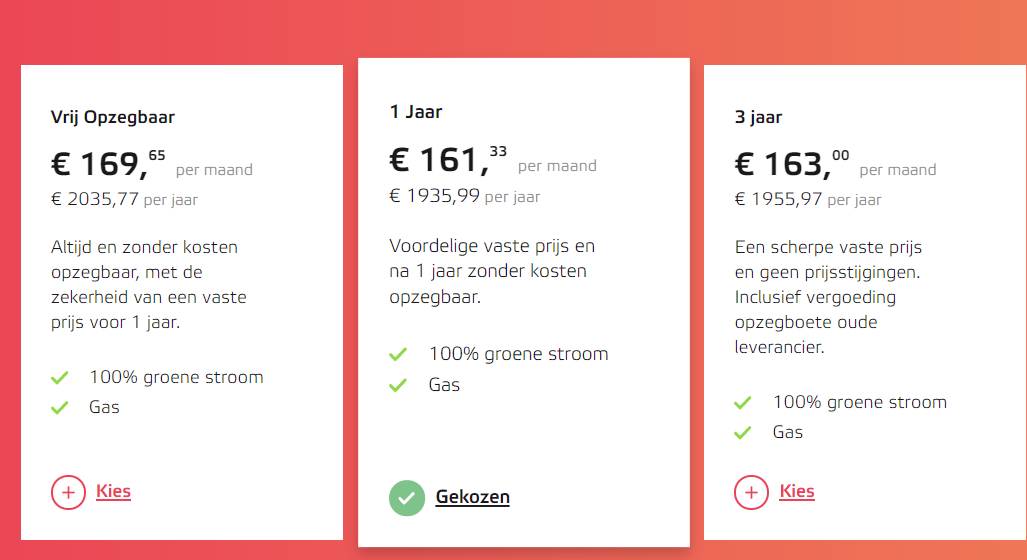 Vrij Opzegbaar
€ 169,65 per maand
€ 2035,77 per jaar
Altijd en zonder kosten
opzegbaar, met de
zekerheid van een vaste
prijs voor 1 jaar.
100% groene stroom
Gas
Kies
1 Jaar
€ 161,33 per maand
€ 1935,99 per jaar
Voordelige vaste prijs en
na 1 jaar zonder kosten
opzegbaar.
100% groene stroom
Gas
Gekozen
3 jaar
€ 163,00 per maand
€ 1955,97 per jaar
Een scherpe vaste prijs
en geen prijsstijgingen.
Inclusief vergoeding
opzegboete oude
leverancier.
100% groene stroom
Gas
Kies